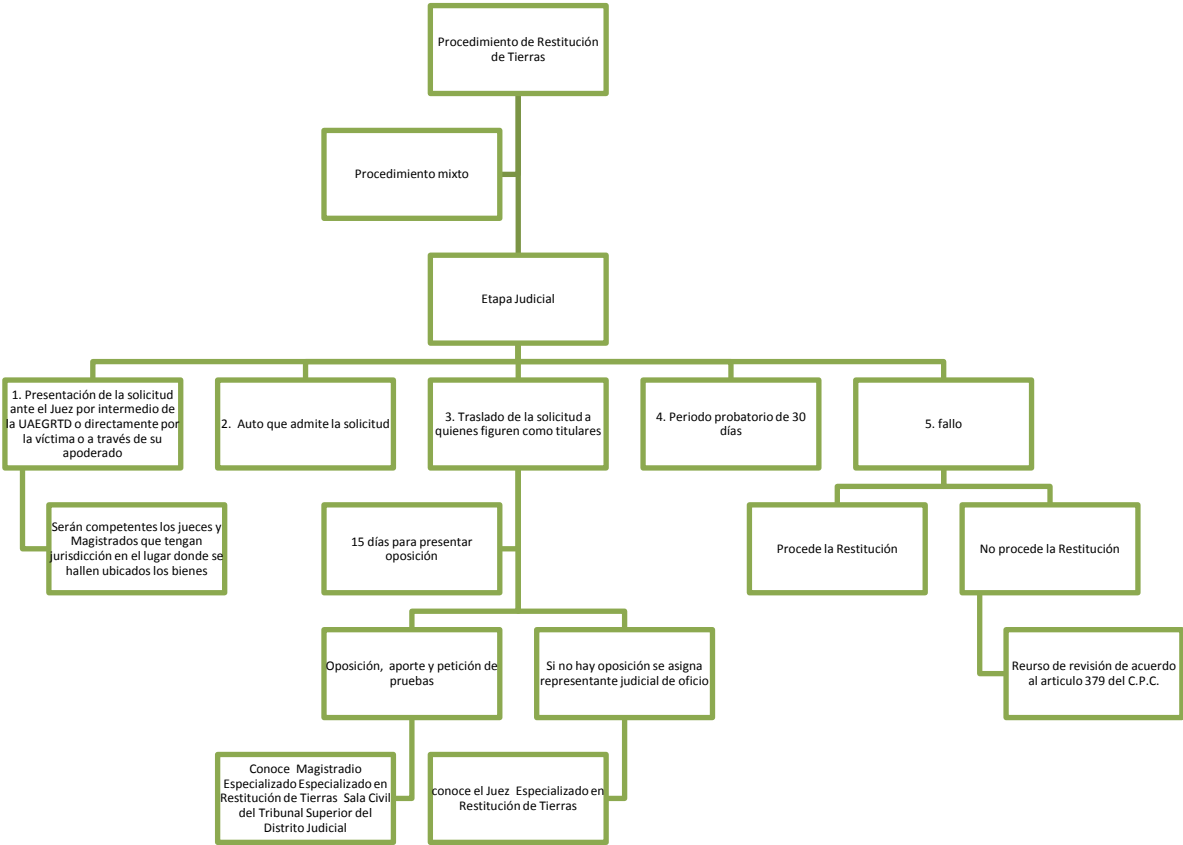 Procedimiento de Restitución
de Tierras
Procedimiento mixto
Etapa Judicial
1. Presentación de la solicitud
ante el Juez por intermedio de
la UAEGRTD o directamente por
la víctima o a través de su
apoderado
2. Auto que admite la solicitud
3. Traslado de la solicitud a
quienes figuren como titulares
4. Periodo probatorio de 30
días
5. fallo
Serán competentes los jueces y
Magistrados que tengan
jurisdicción en el lugar donde se
hallen ubicados los bienes
15 días para presentar
oposición
Procede la Restitución
No procede la Restitución
Oposición, aporte y petición de
pruebas
Si no hay oposición se asigna
representante judicial de oficio
Reurso de revisión de acuerdo
al articulo 379 del C.P.C.
Conoce Magistradio
Especializado Especializado en
Restitución de Tierras Sala Civil
del Tribunal Superior del
Distrito Judicial
conoce el Juez Especializado en
Restitución de Tierras